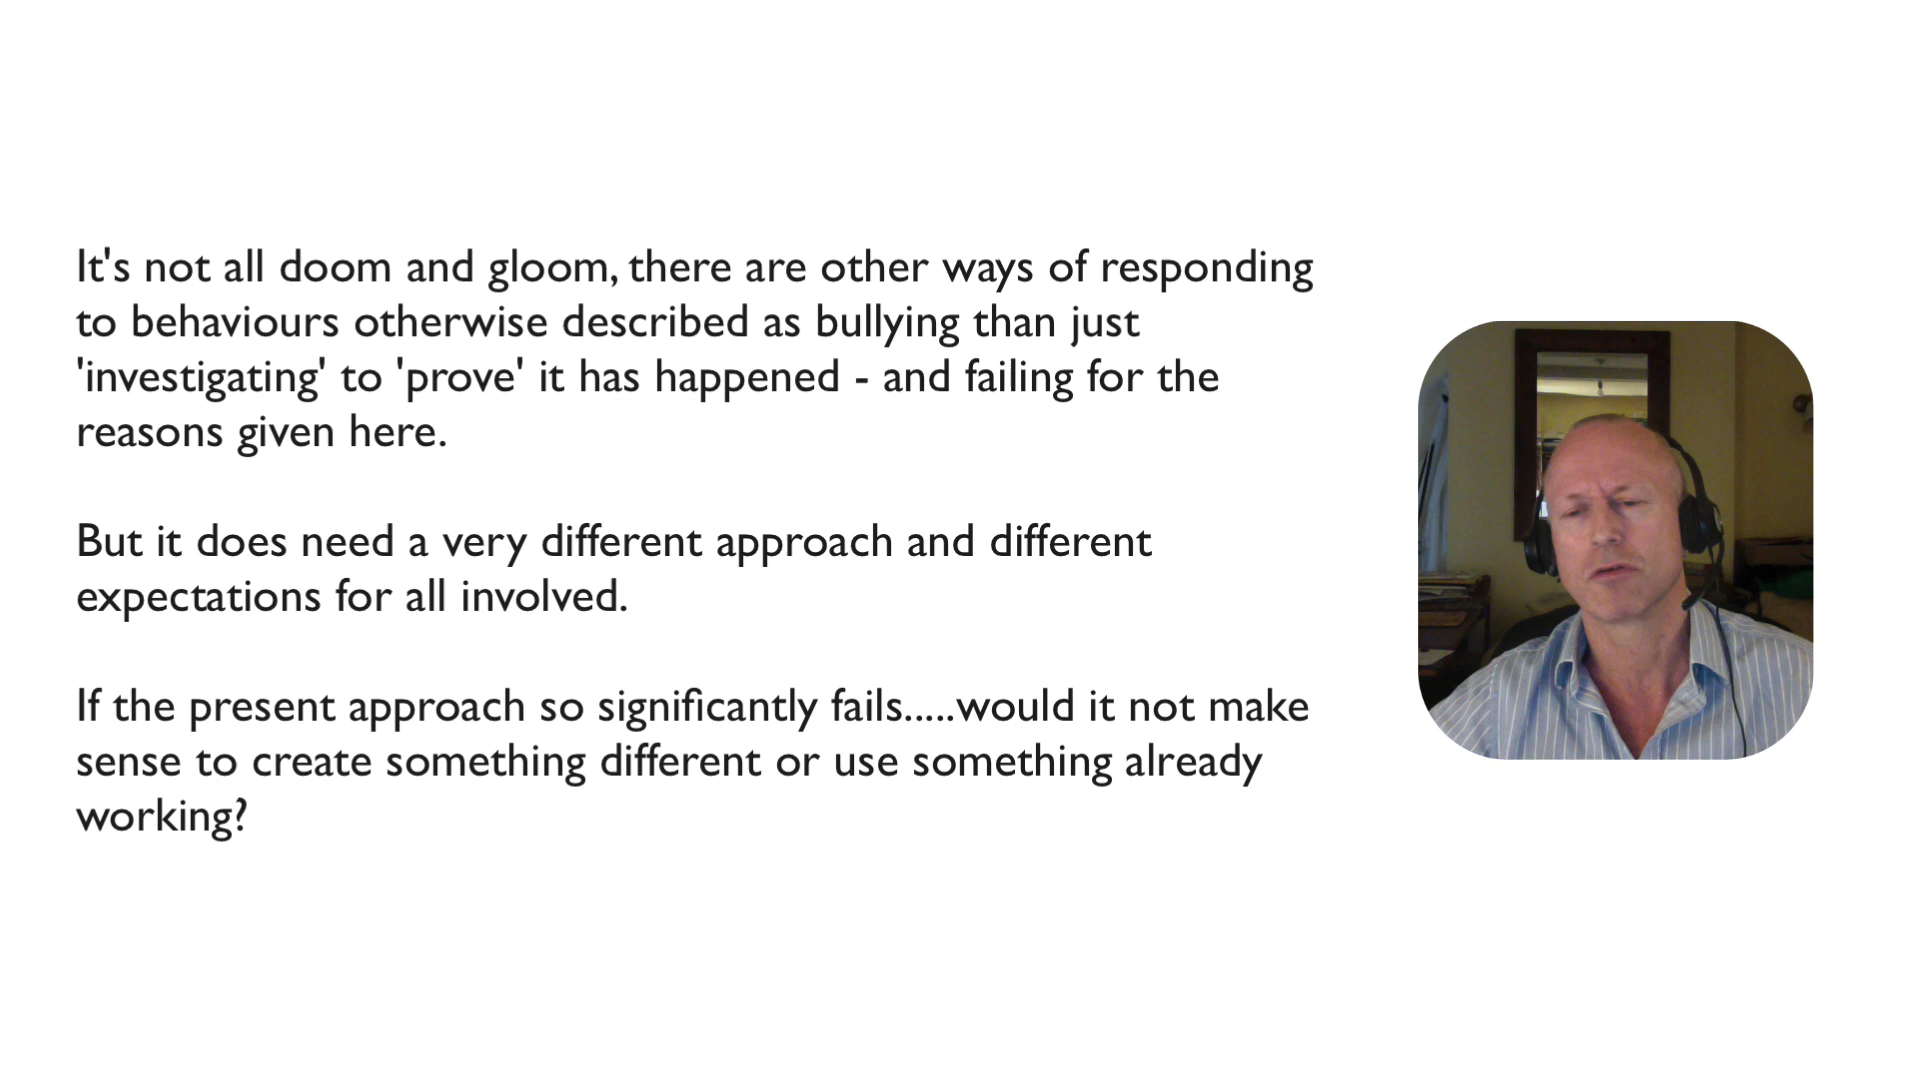 It's not all doom and gloom, there are other ways of responding
to behaviours otherwise described as bullying than just
'investigating' to 'prove' it has happened - and failing for the
reasons given here.
But it does need a very different approach and different
expectations for all involved.
If the present approach so significantly fails.....would it not make
sense to create something different or use something already
working?